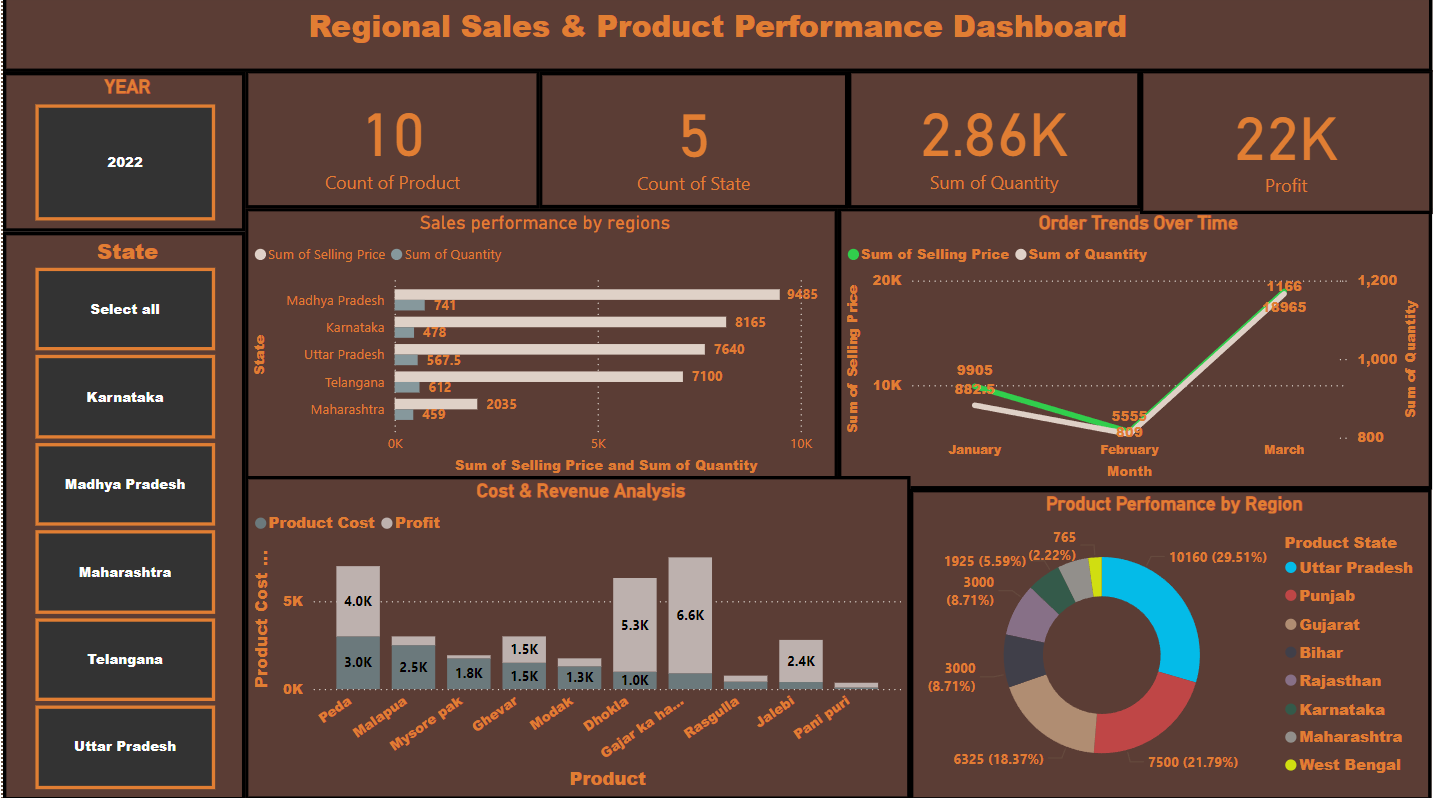 Regional Sales & Product Performance Dashboard
YEAR
2022
10
Count of Product
5
Count of State
2.86K
Sum of Quantity
22K
Profit
State
Select all
Karnataka
Madhya Pradesh
Maharashtra
Telangana
Uttar Pradesh
Sales performance by regions
Sum of Selling Price Sum of Quantity
State
Madhya Pradesh 9485
741
Karnataka 8165
478
Uttar Pradesh 7640
567.5
Telangana 7100
612
Maharashtra 2035
459
0K 5K 10K
Sum of Selling Price and Sum of Quantity
Order Trends Over Time
Sum of Selling Price Sum of Quantity
Sum of Selling Price
20K
10K
1,200
1,000
800
Sum of Quantity
9905
882.5
5555
809
1166
18965
January February March
Month
Cost & Revenue Analysis
Product Cost Profit
Product Cost ...
5K
0K
4.0K
3.0K
2.5K
1.8K
1.5K
1.5K
1.3K
5.3K
1.0K
6.6K
2.4K
Peda
Malapua
Mysore pak
Ghevar
Modak
Dhokla
Gajar ka ha...
Rasgulla
Jalebi
Pani puri
Product
Product Perfomance by Region
765
(2.22%)
1925 (5.59%)
3000
(8.71%)
3000
(8.71%)
6325 (18.37%)
7500 (21.79%)
10160 (29.51%)
Product State
Uttar Pradesh
Punjab
Gujarat
Bihar
Rajasthan
Karnataka
Maharashtra
West Bengal